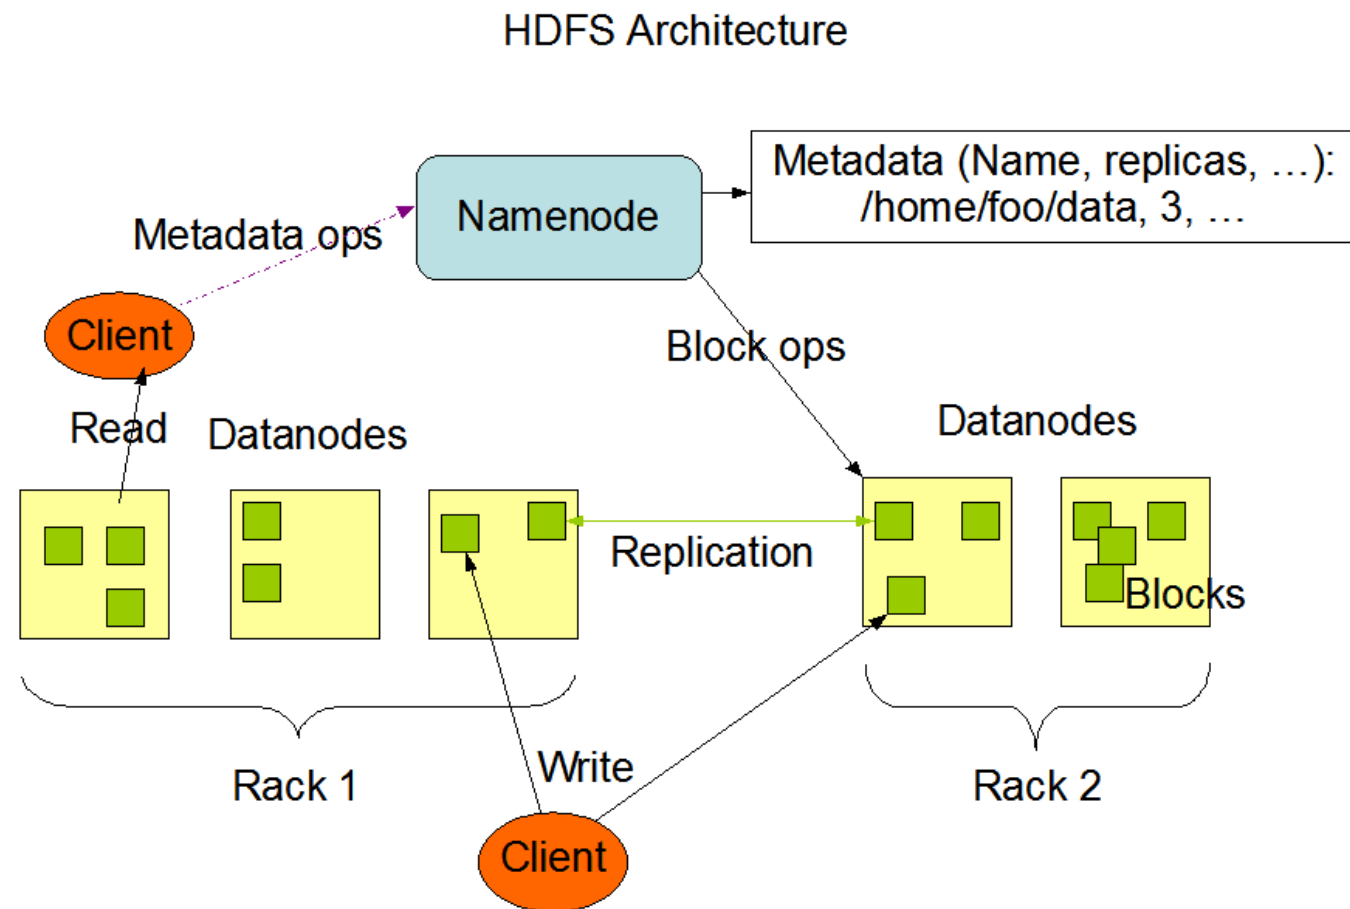 HDFS Architecture
Metadata (Name, replicas, …):
/home/foo/data, 3, …
Namenode
Metadata ops
Client
Block ops
Read
Datanodes
Datanodes
Replication
Blocks
Rack 1
Write
Rack 2
Client